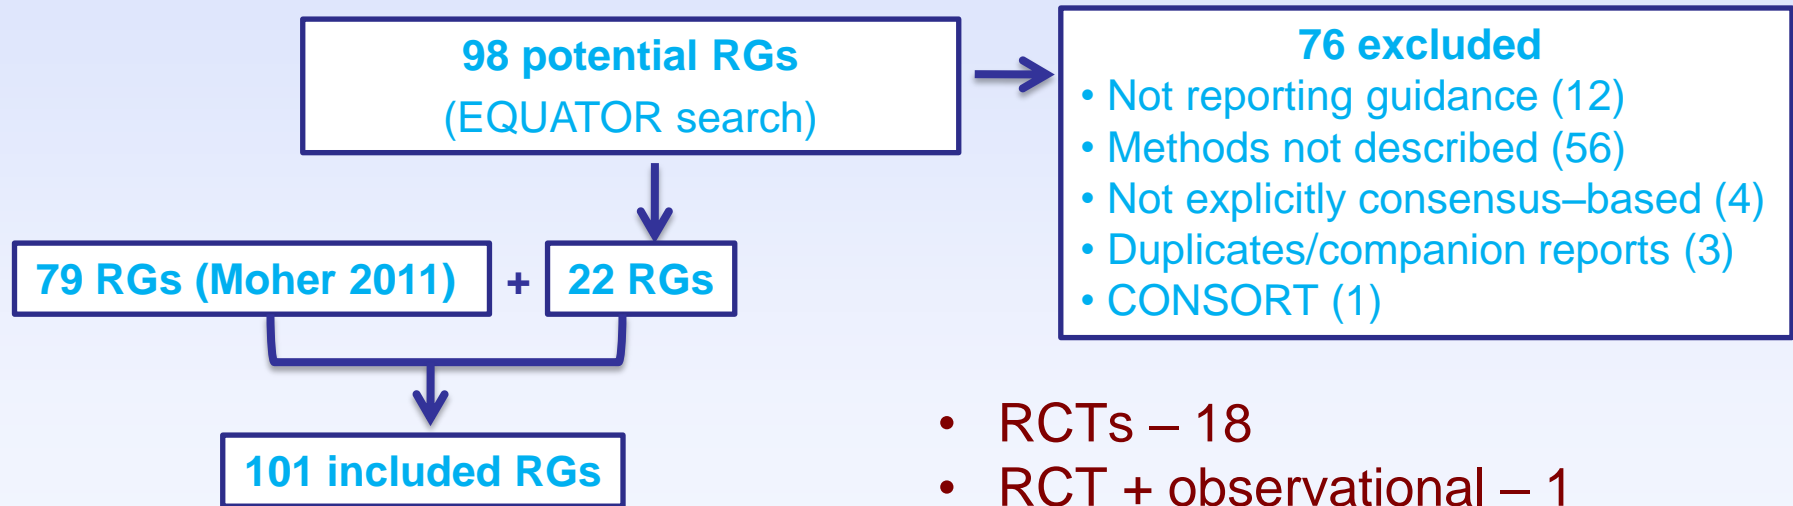 98 potential RGs
(EQUATOR search)
76 excluded
• Not reporting guidance (12)
• Methods not described (56)
• Not explicitly consensus–based (4)
• Duplicates/companion reports (3)
• CONSORT (1)
79 RGs (Moher 2011) + 22 RGs
101 included RGs
• RCTs – 18
• RCT + observational – 1